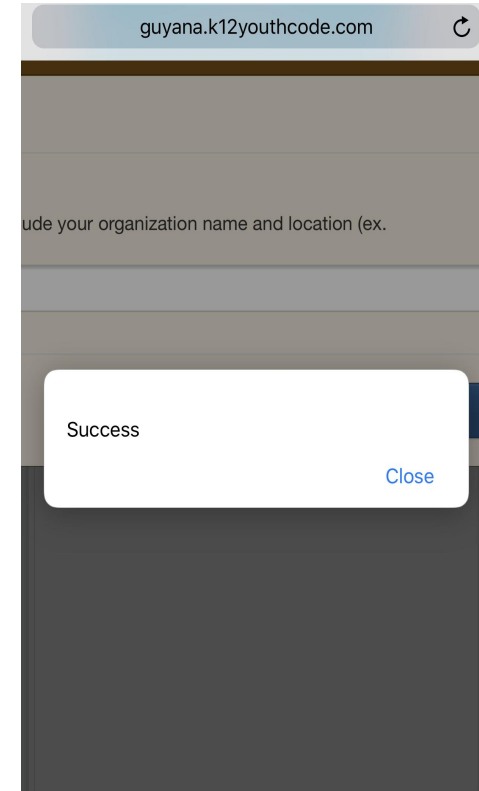 guyana.k12youthcode.com
ude your organization name and location (ex.
Success
Close